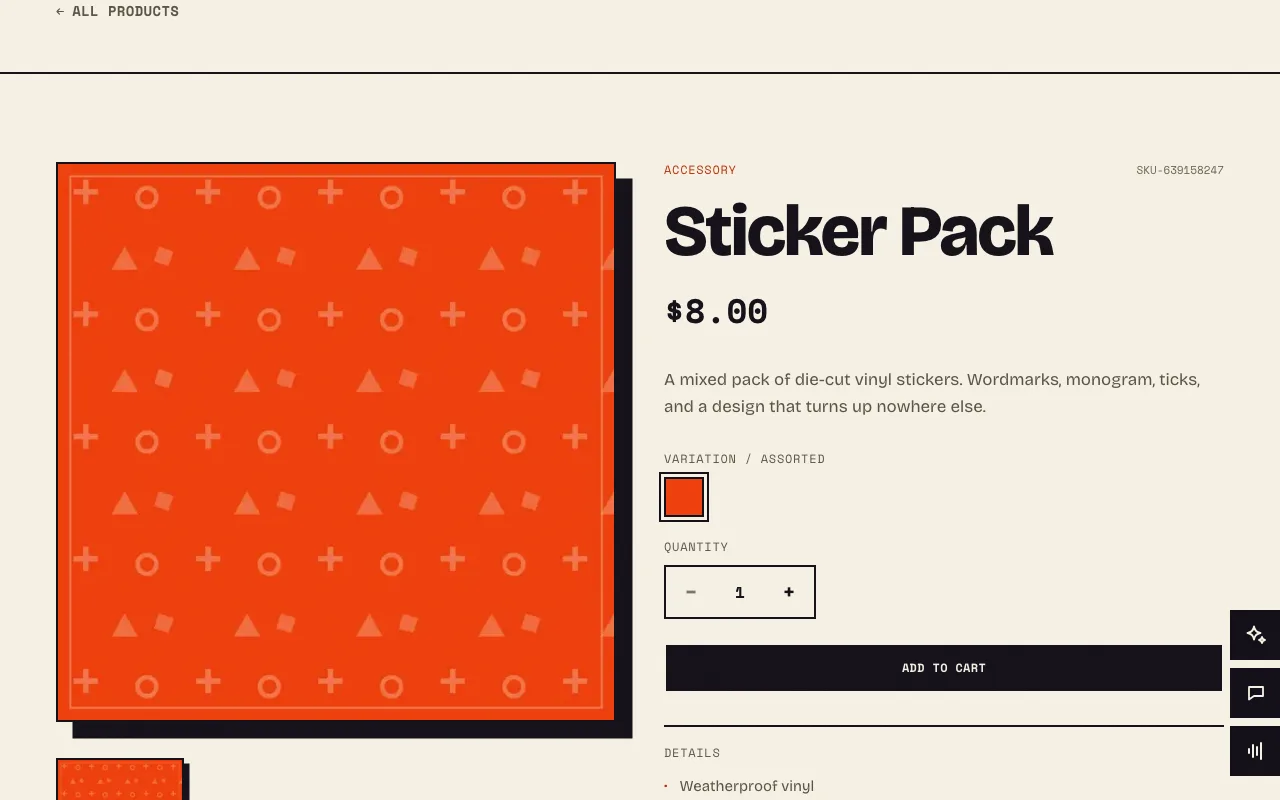 ← ALL PRODUCTS
ACCESSORY
SKU-639158247
Sticker Pack
$8.00
A mixed pack of die-cut vinyl stickers. Wordmarks, monogram, ticks,
and a design that turns up nowhere else.
VARIATION / ASSORTED
QUANTITY
− 1 +
ADD TO CART
DETAILS
• Weatherproof vinyl